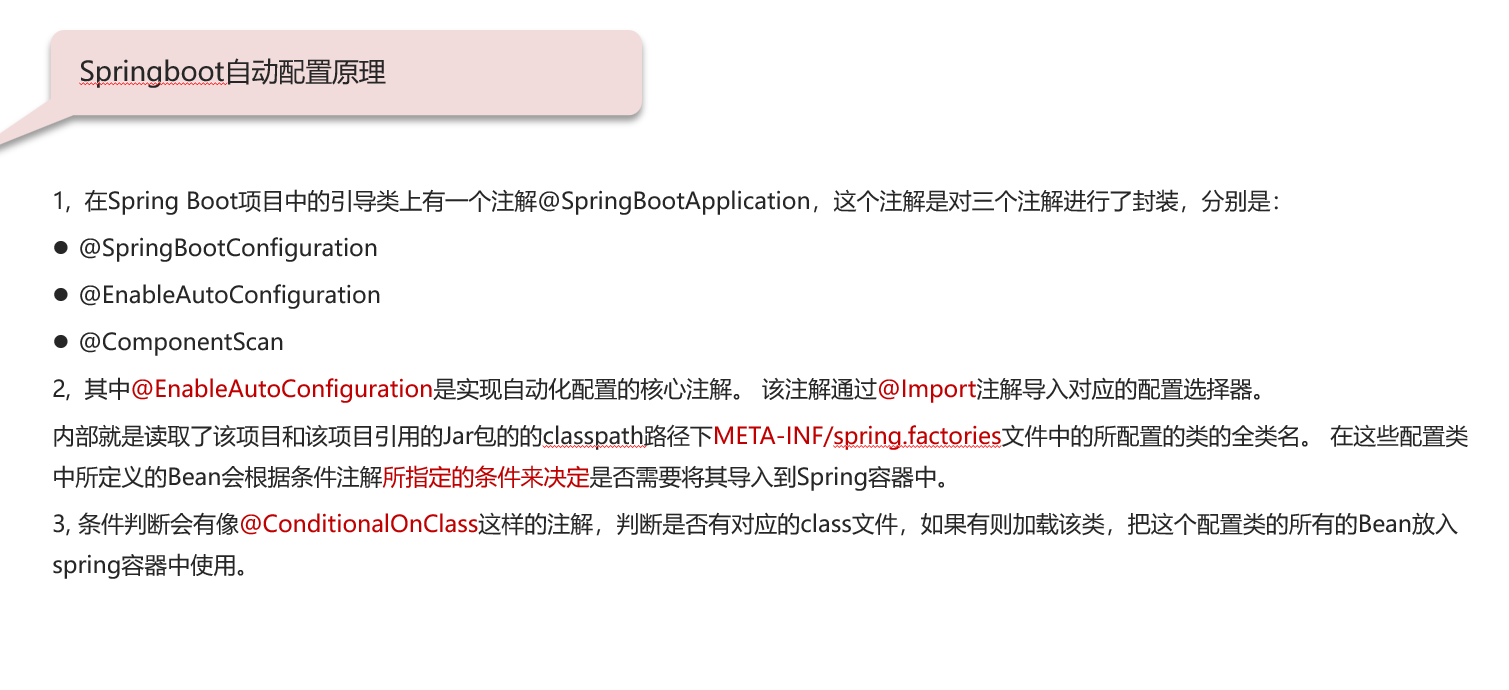 Springboot自动配置原理
1, 在Spring Boot项目中的引导类上有一个注解@SpringBootApplication，这个注解是对三个注解进行了封装，分别是：
● @SpringBootConfiguration
● @EnableAutoConfiguration
● @ComponentScan
2, 其中@EnableAutoConfiguration是实现自动化配置的核心注解。 该注解通过@Import注解导入对应的配置选择器。
内部就是读取了该项目和该项目引用的Jar包的的classpath路径下META-INF/spring.factories文件中的所配置的类的全类名。 在这些配置类
中所定义的Bean会根据条件注解所指定的条件来决定是否需要将其导入到Spring容器中。
3, 条件判断会有像@ConditionalOnClass这样的注解，判断是否有对应的class文件，如果有则加载该类，把这个配置类的所有的Bean放入
spring容器中使用。